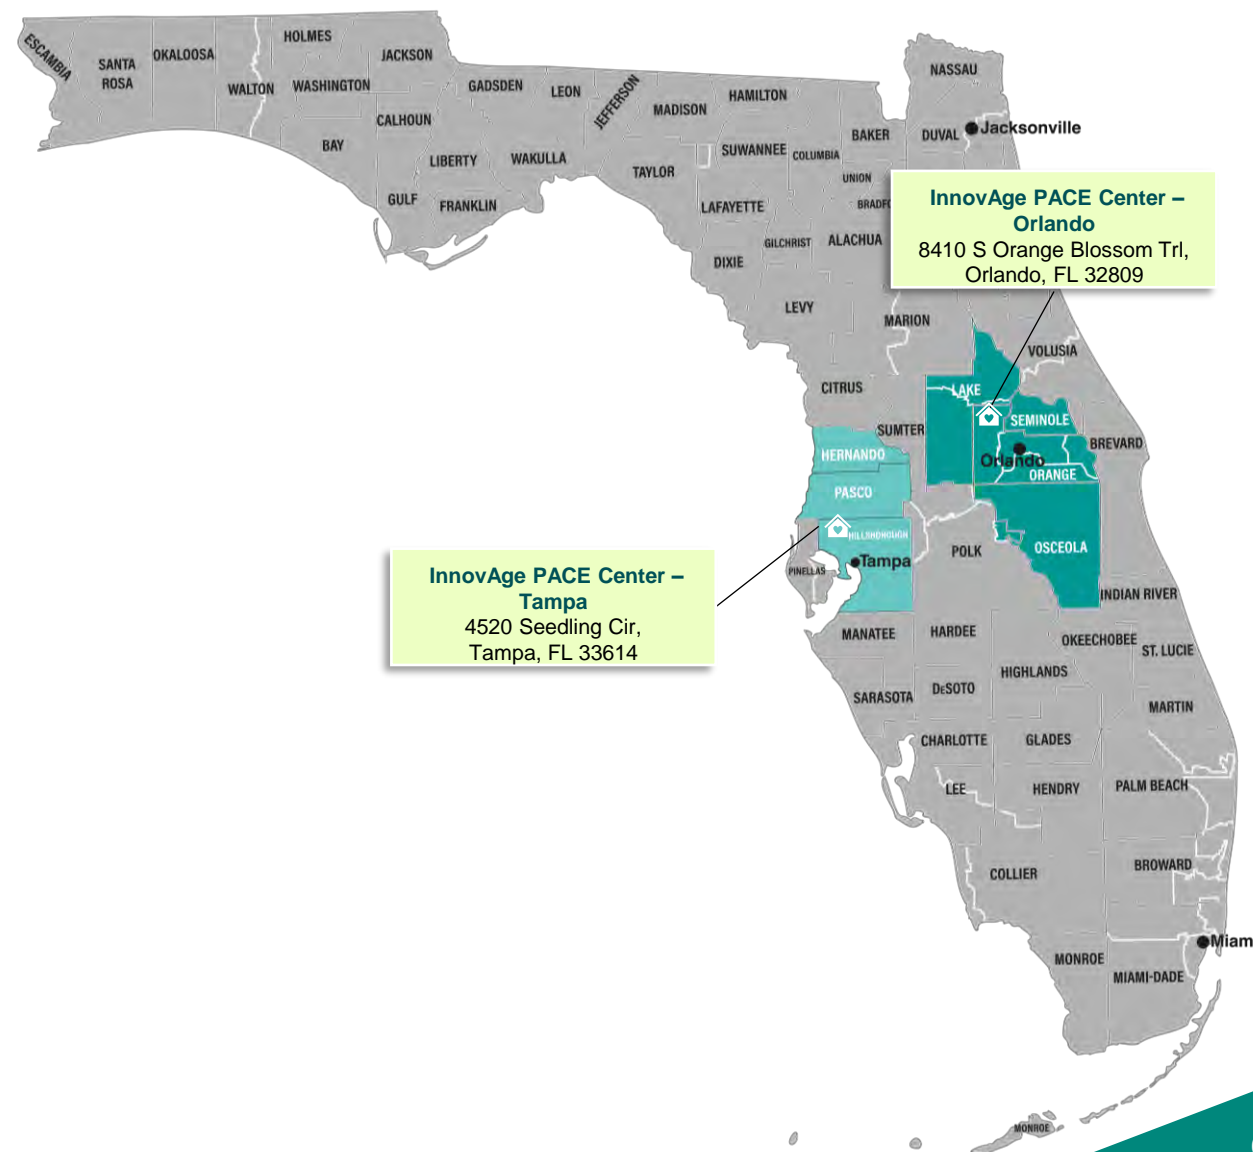 ESCAMBIA
SANTA
ROSA
OKALOOSA
WALTON
HOLMES
WASHINGTON
JACKSON
BAY
CALHOUN
GULF
LIBERTY
FRANKLIN
GADSDEN
LEON
WAKULLA
JEFFERSON
MADISON
TAYLOR
HAMILTON
SUWANNEE
COLUMBIA
LAFAYETTE
DIXIE
GILCHRIST
BAKER
UNION
BRADFO
ALACHUA
NASSAU
DUVAL
Jacksonville
InnovAge PACE Center –
Orlando
8410 S Orange Blossom Trl,
Orlando, FL 32809
LEVY
MARION
VOLUSIA
CITRUS
LAKE
SUMTER
SEMINOLE
BREVARD
Orlando
ORANGE
HERNANDO
PASCO
HILLSBOROUGH
PINELLAS
Tampa
POLK
OSCEOLA
InnovAge PACE Center –
Tampa
4520 Seedling Cir,
Tampa, FL 33614
INDIAN RIVER
MANATEE
HARDEE
OKEECHOBEE
ST. LUCIE
HIGHLANDS
SARASOTA
DESOTO
MARTIN
CHARLOTTE
GLADES
LEE
HENDRY
PALM BEACH
COLLIER
BROWARD
Miam
MONROE
MIAMI-DADE
MONROE